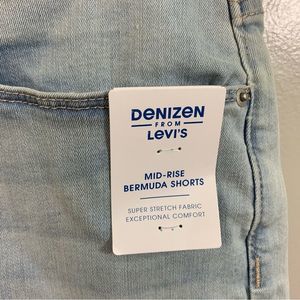 DENIZEN
FROM
LEVI'S
MID-RISE
BERMUDA SHORTS
SUPER STRETCH FABRIC
EXCEPTIONAL COMFORT